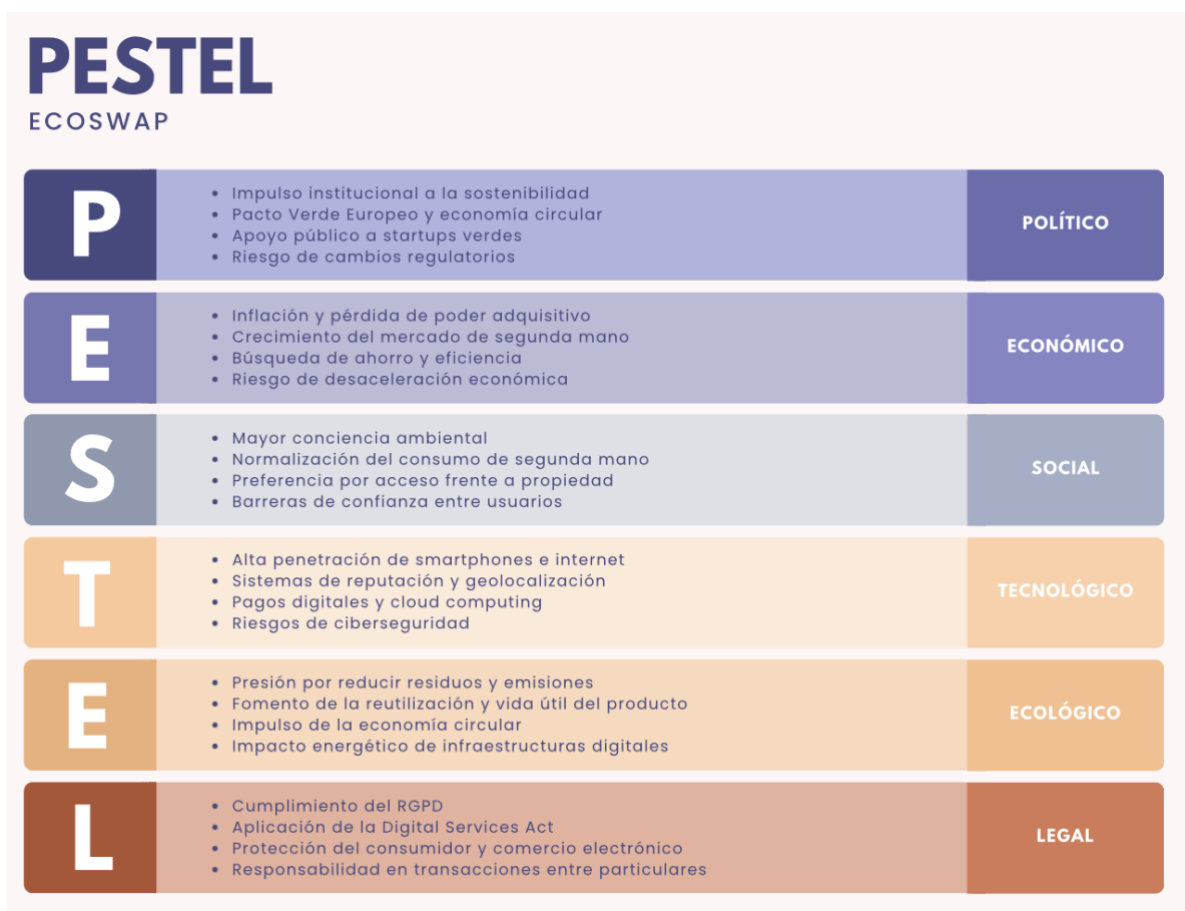 PESTEL
ECOSWAP
P
• Impulso institucional a la sostenibilidad
• Pacto Verde Europeo y economía circular
• Apoyo público a startups verdes
• Riesgo de cambios regulatorios
POLÍTICO
E
• Inflación y pérdida de poder adquisitivo
• Crecimiento del mercado de segunda mano
• Búsqueda de ahorro y eficiencia
• Riesgo de desaceleración económica
ECONÓMICO
S
• Mayor conciencia ambiental
• Normalización del consumo de segunda mano
• Preferencia por acceso frente a propiedad
• Barreras de confianza entre usuarios
SOCIAL
T
• Alta penetración de smartphones e internet
• Sistemas de reputación y geolocalización
• Pagos digitales y cloud computing
• Riesgos de ciberseguridad
TECNOLÓGICO
E
• Presión por reducir residuos y emisiones
• Fomento de la reutilización y vida útil del producto
• Impulso de la economía circular
• Impacto energético de infraestructuras digitales
ECOLÓGICO
L
• Cumplimiento del RGPD
• Aplicación de la Digital Services Act
• Protección del consumidor y comercio electrónico
• Responsabilidad en transacciones entre particulares
LEGAL